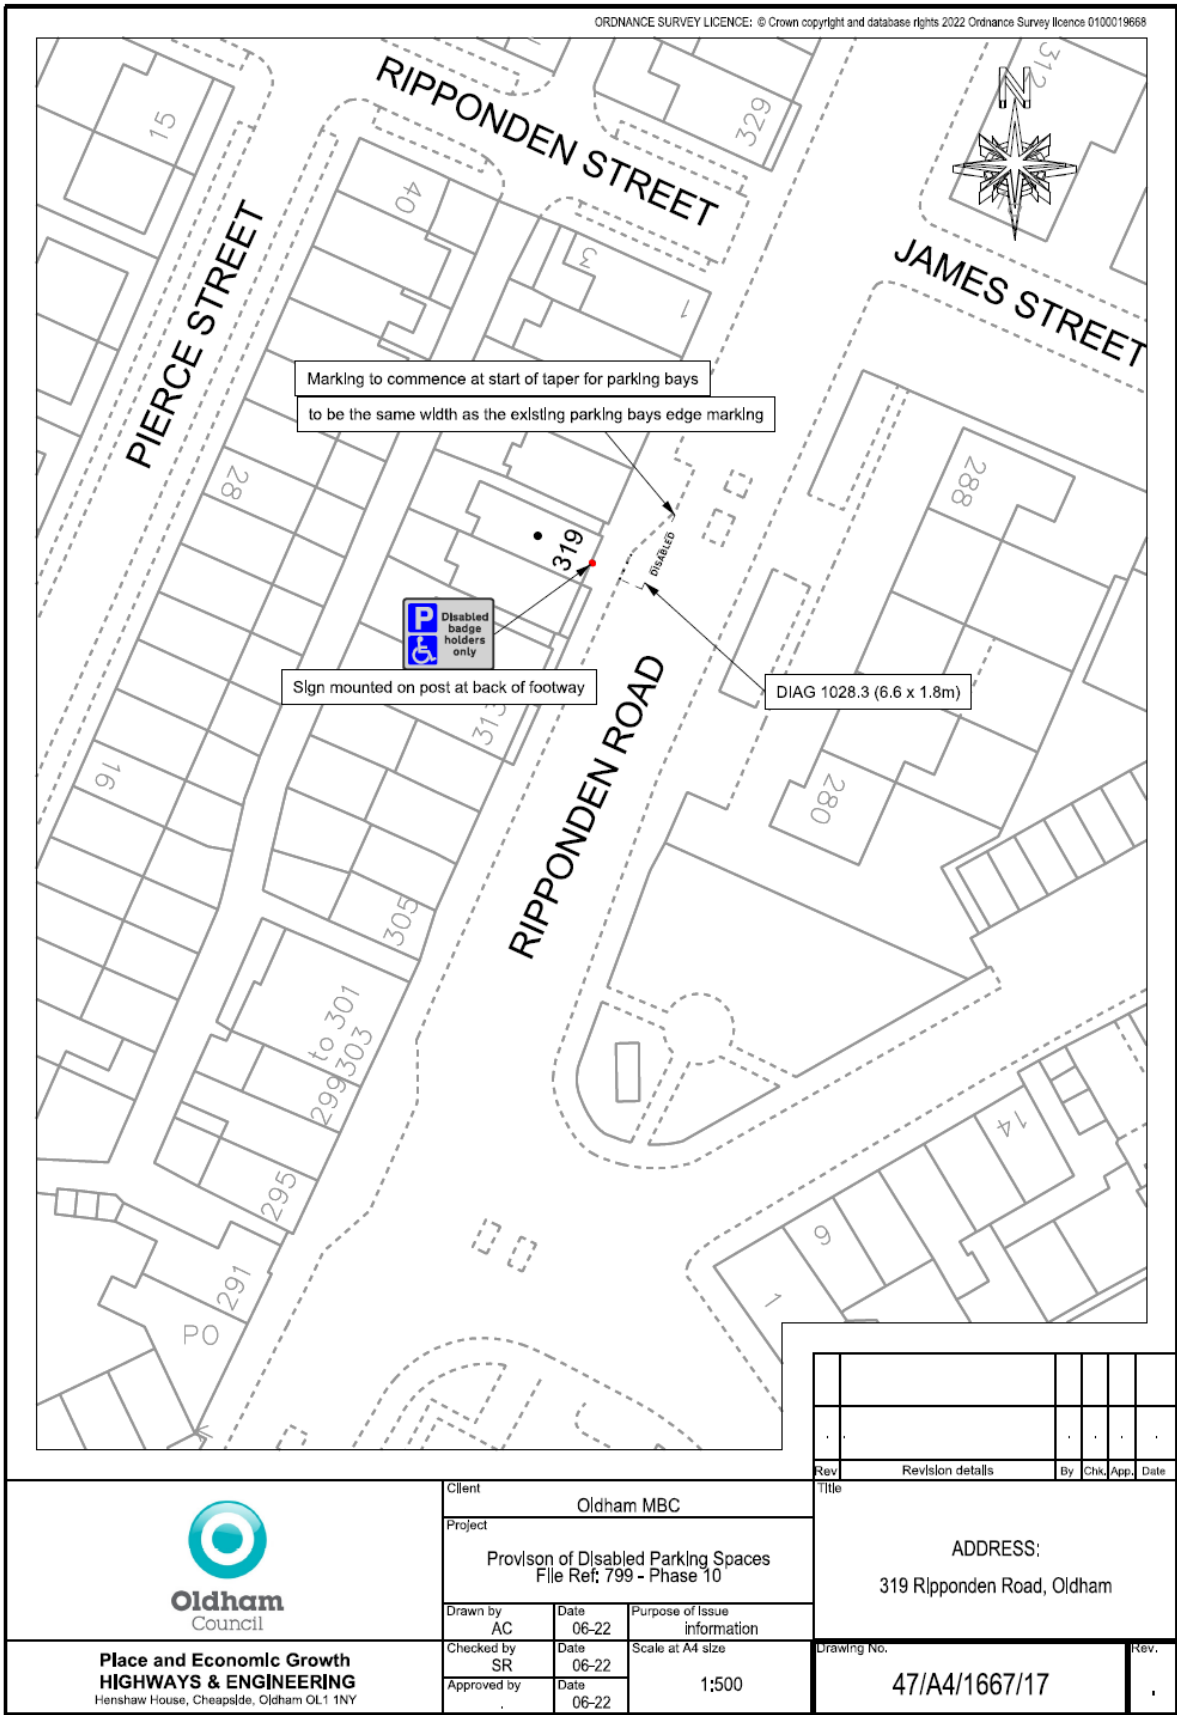 ORDNANCE SURVEY LICENCE: © Crown copyright and database rights 2022 Ordnance Survey licence 0100019668
312
N
329
15
RIPPONDEN STREET
40
3
1
JAMES STREET
PIERCE STREET
Marking to commence at start of taper for parking bays
to be the same width as the existing parking bays edge marking
28
288
319
DISABLED
P Disabled
badge
holders
only
Sign mounted on post at back of footway
DIAG 1028.3 (6.6 x 1.8m)
313
RIPPONDEN ROAD
16
280
305
to 301
299
303
14
295
9
291
1
PO
Rev
Revision details
By
Chk.
App.
Date
Oldham
Council
Place and Economic Growth
HIGHWAYS & ENGINEERING
Henshaw House, Cheapside, Oldham OL1 1NY
Client
Oldham MBC
Project
Provison of Disabled Parking Spaces
File Ref: 799 - Phase 10
Drawn by
AC
Date
06-22
Purpose of Issue
information
Checked by
SR
Date
06-22
Scale at A4 size
1:500
Approved by
.
Date
06-22
Title
ADDRESS:
319 Ripponden Road, Oldham
Drawing No.
47/A4/1667/17
Rev.
.